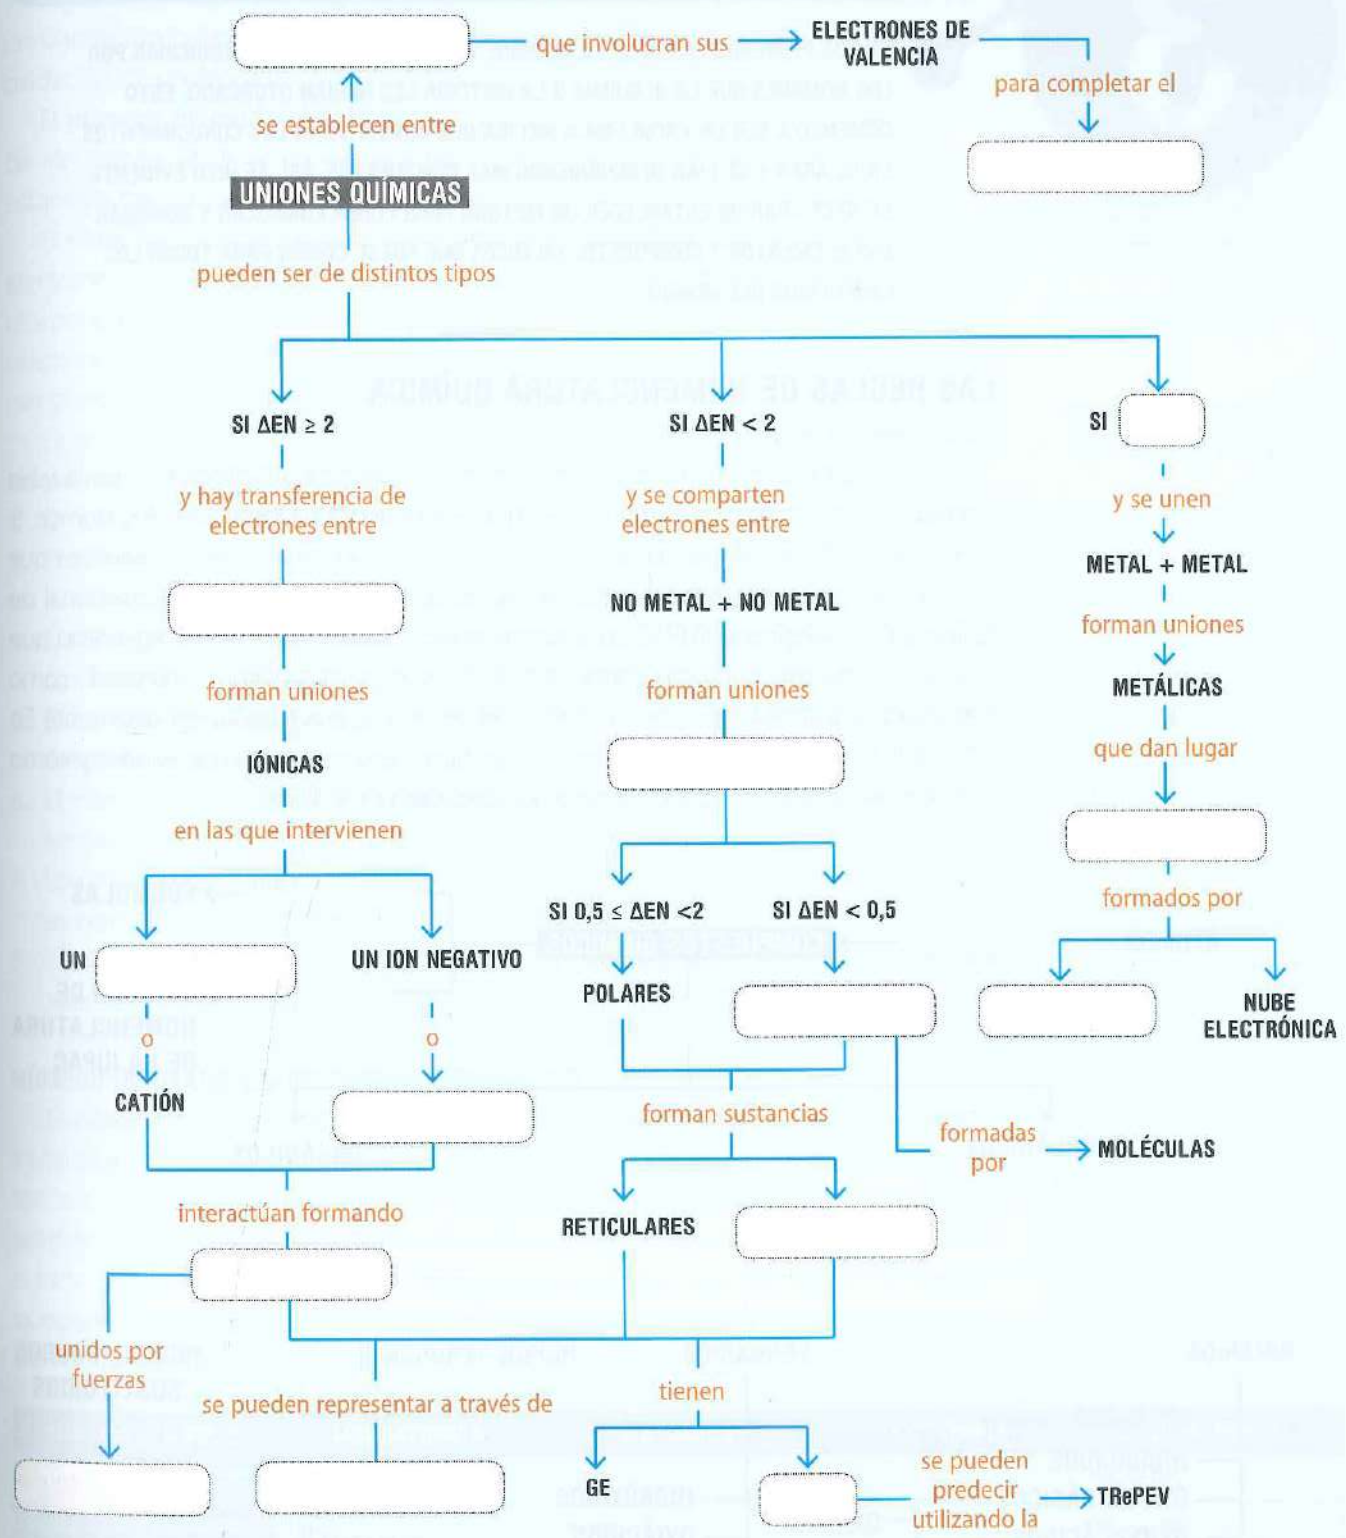 que involucran sus
ELECTRONES DE
VALENCIA
para completar el
se establecen entre
UNIONES QUÍMICAS
pueden ser de distintos tipos
SI ΔEN ≥ 2
y hay transferencia de
electrones entre
forman uniones
IÓNICAS
en las que intervienen
UN
o
CATIÓN
UN ION NEGATIVO
o
interactúan formando
unidos por
fuerzas
se pueden representar a través de
SI ΔEN < 2
y se comparten
electrones entre
NO METAL + NO METAL
forman uniones
SI 0,5 ≤ ΔEN <2
POLARES
SI ΔEN < 0,5
forman sustancias
formadas
por
MOLÉCULAS
RETICULARES
tienen
GE
se pueden
predecir
utilizando la
TRePEV
SI
y se unen
METAL + METAL
forman uniones
METÁLICAS
que dan lugar
formados por
NUBE
ELECTRÓNICA